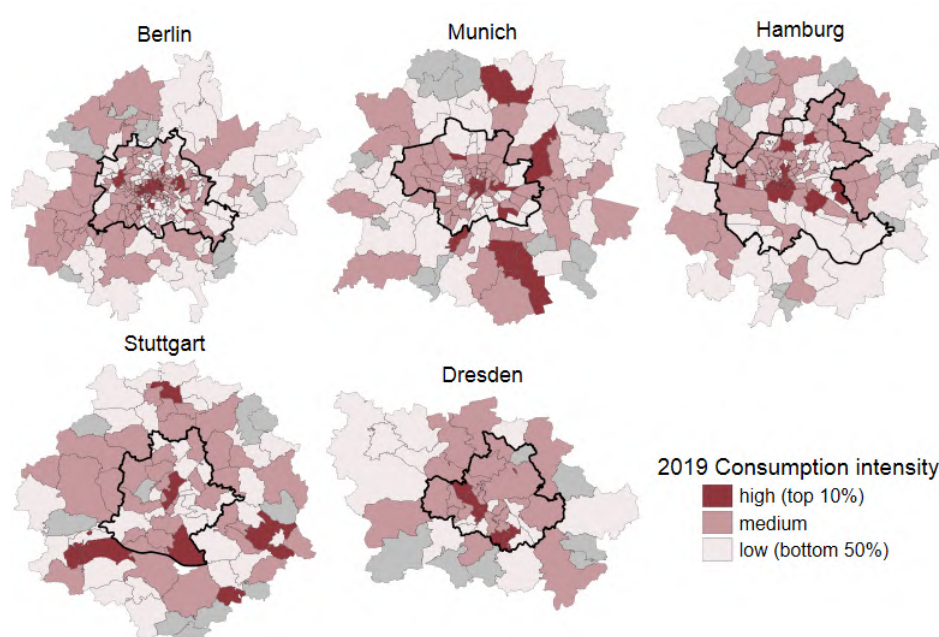 Berlin
Munich
Hamburg
Stuttgart
Dresden
2019 Consumption intensity
high (top 10%)
medium
low (bottom 50%)